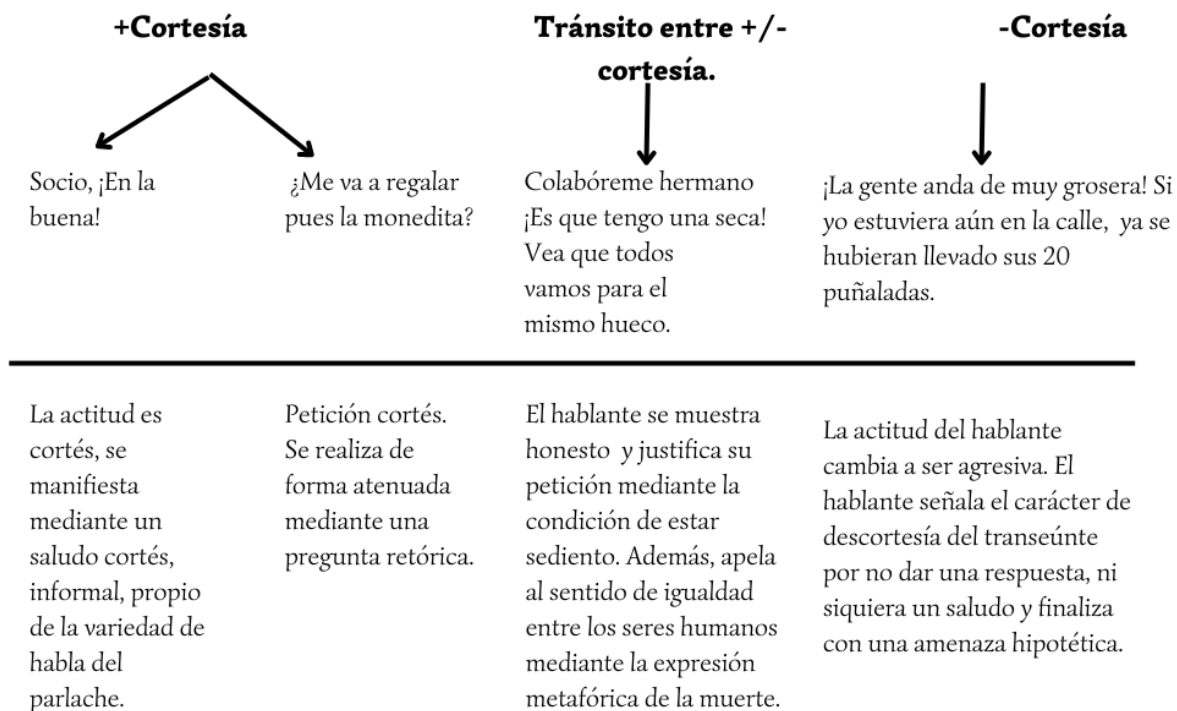 +Cortesía
Tránsito entre +/-
cortesía.
-Cortesía
Socio, ¡En la
buena!
¿Me va a regalar
pues la monedita?
Colabóreme hermano
¡Es que tengo una seca!
Vea que todos
vamos para el
mismo hueco.
¡La gente anda de muy grosera! Si
yo estuviera aún en la calle, ya se
hubieran llevado sus 20
puñaladas.
La actitud es
cortés, se
manifiesta
mediante un
saludo cortés,
informal, propio
de la variedad de
habla del
parlache.
Petición cortés.
Se realiza de
forma atenuada
mediante una
pregunta retórica.
El hablante se muestra
honesto y justifica su
petición mediante la
condición de estar
sediento. Además, apela
al sentido de igualdad
entre los seres humanos
mediante la expresión
metafórica de la muerte.
La actitud del hablante
cambia a ser agresiva. El
hablante señala el carácter de
descortesía del transeúnte
por no dar una respuesta, ni
siquiera un saludo y finaliza
con una amenaza hipotética.